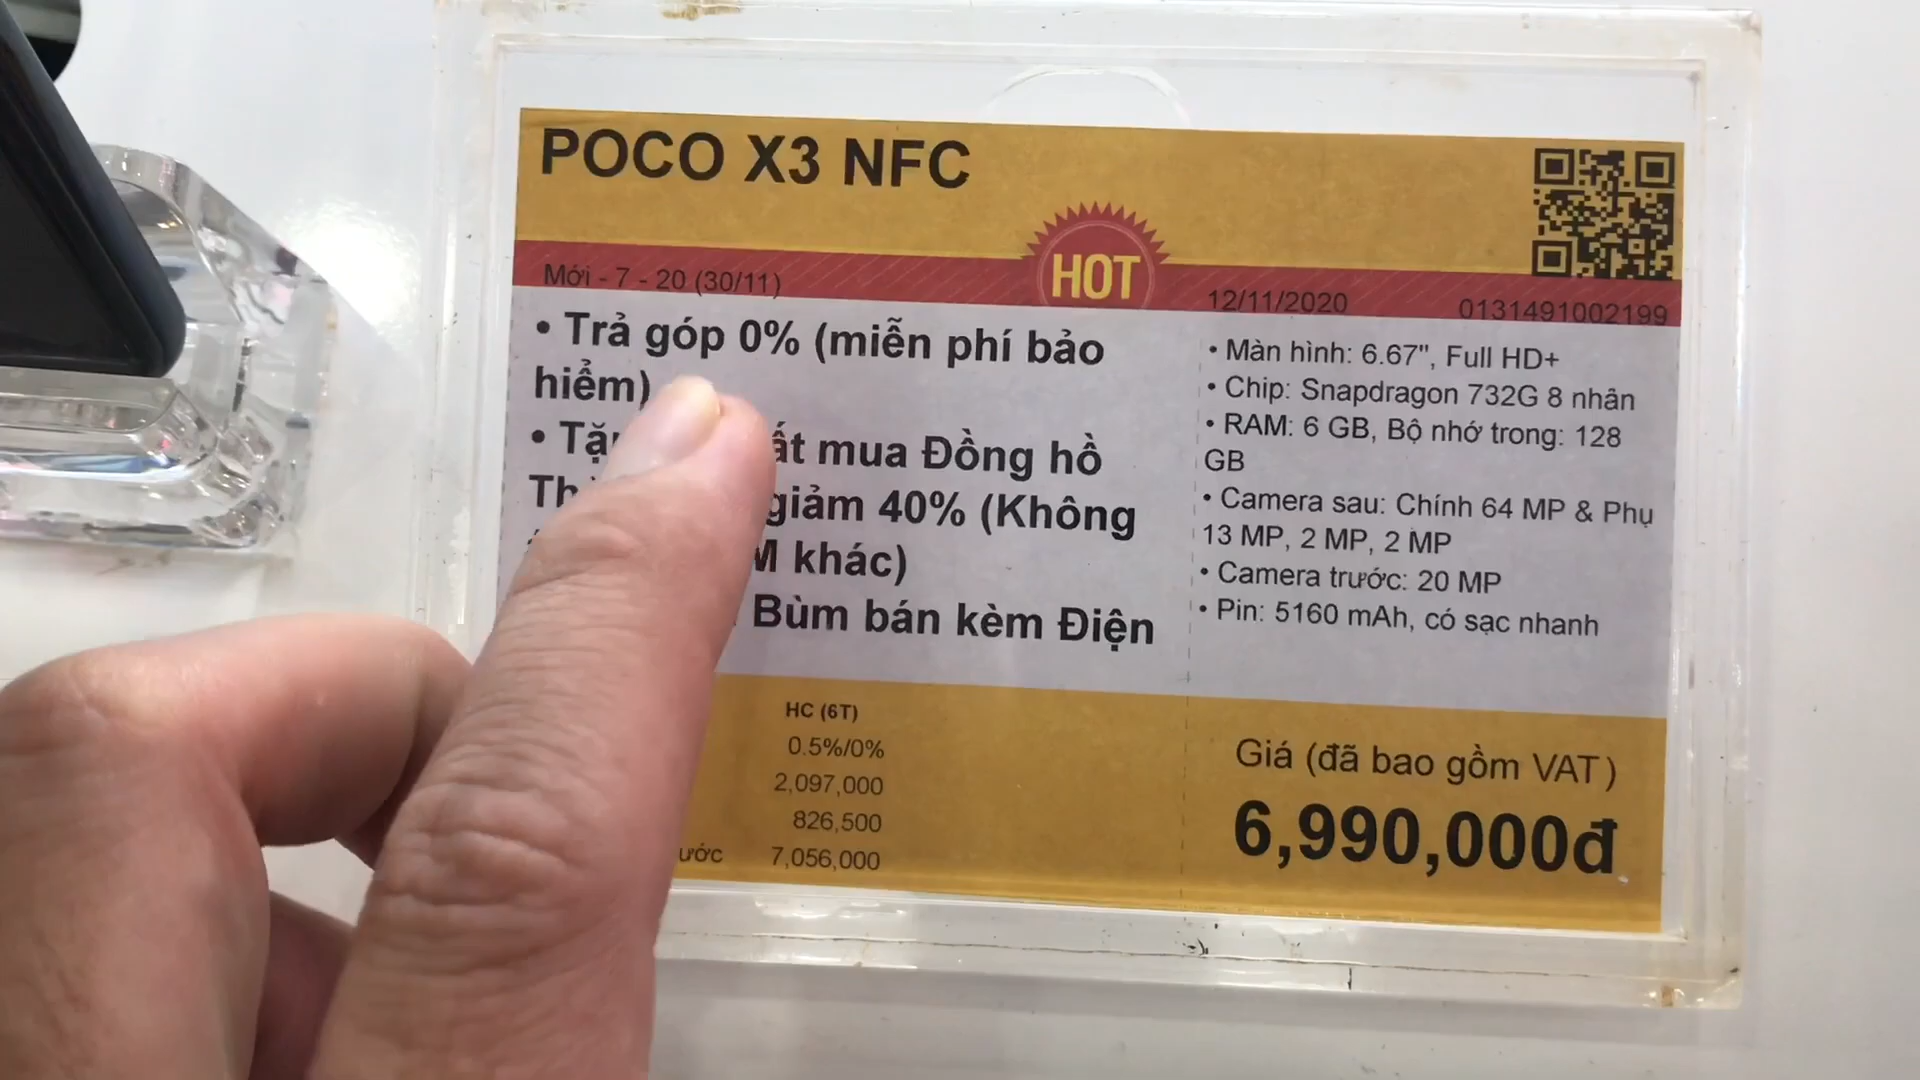 POCO X3 NFC
HOT
Mới - 7 - 20 (30/11)
12/11/2020
0131491002199
• Trả góp 0% (miễn phí bảo
hiểm)
• mua Đồng hồ
giảm 40% (Không
khác)
Bùm bán kèm Điện
• Màn hình: 6.67", Full HD+
• Chip: Snapdragon 732G 8 nhân
• RAM: 6 GB, Bộ nhớ trong: 128
GB
• Camera sau: Chính 64 MP & Phụ
13 MP, 2 MP, 2 MP
• Camera trước: 20 MP
• Pin: 5160 mAh, có sạc nhanh
HC (6T)
0.5%/0%
2,097,000
826,500
7,056,000
Giá (đã bao gồm VAT)
6,990,000đ